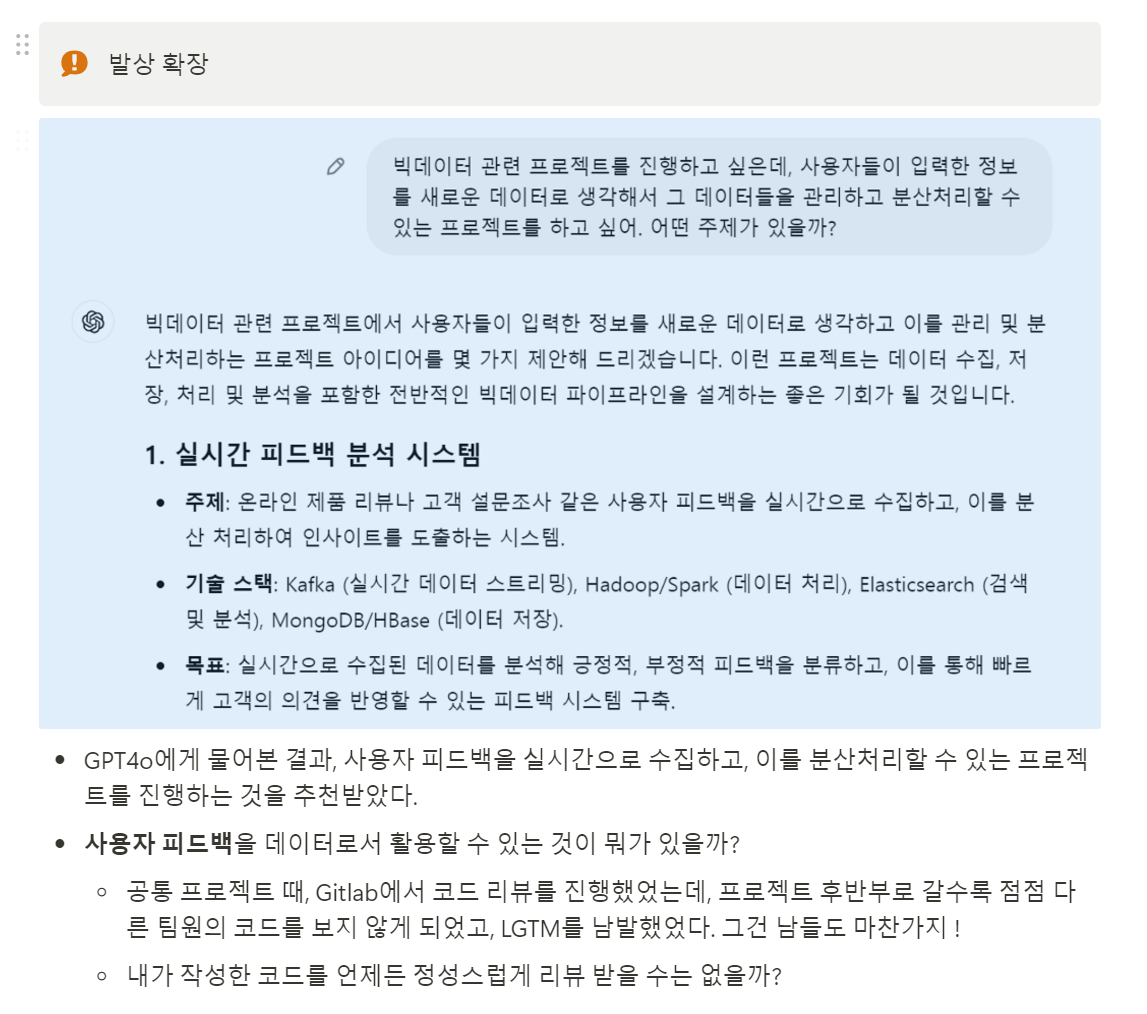 발상 확장
빅데이터 관련 프로젝트를 진행하고 싶은데, 사용자들이 입력한 정보
를 새로운 데이터로 생각해서 그 데이터들을 관리하고 분산처리할 수
있는 프로젝트를 하고 싶어. 어떤 주제가 있을까?
빅데이터 관련 프로젝트에서 사용자들이 입력한 정보를 새로운 데이터로 생각하고 이를 관리 및 분
산처리하는 프로젝트 아이디어를 몇 가지 제안해 드리겠습니다. 이런 프로젝트는 데이터 수집, 저
장, 처리 및 분석을 포함한 전반적인 빅데이터 파이프라인을 설계하는 좋은 기회가 될 것입니다.
1. 실시간 피드백 분석 시스템
• 주제: 온라인 제품 리뷰나 고객 설문조사 같은 사용자 피드백을 실시간으로 수집하고, 이를 분
산 처리하여 인사이트를 도출하는 시스템.
• 기술 스택: Kafka (실시간 데이터 스트리밍), Hadoop/Spark (데이터 처리), Elasticsearch (검색
및 분석), MongoDB/HBase (데이터 저장).
• 목표: 실시간으로 수집된 데이터를 분석해 긍정적, 부정적 피드백을 분류하고, 이를 통해 빠르
게 고객의 의견을 반영할 수 있는 피드백 시스템 구축.
• GPT4o에게 물어본 결과, 사용자 피드백을 실시간으로 수집하고, 이를 분산처리할 수 있는 프로젝
트를 진행하는 것을 추천받았다.
• 사용자 피드백을 데이터로서 활용할 수 있는 것이 뭐가 있을까?
◦ 공통 프로젝트 때, Gitlab에서 코드 리뷰를 진행했었는데, 프로젝트 후반부로 갈수록 점점 다
른 팀원의 코드를 보지 않게 되었고, LGTM를 남발했었다. 그건 남들도 마찬가지 !
◦ 내가 작성한 코드를 언제든 정성스럽게 리뷰 받을 수는 없을까?